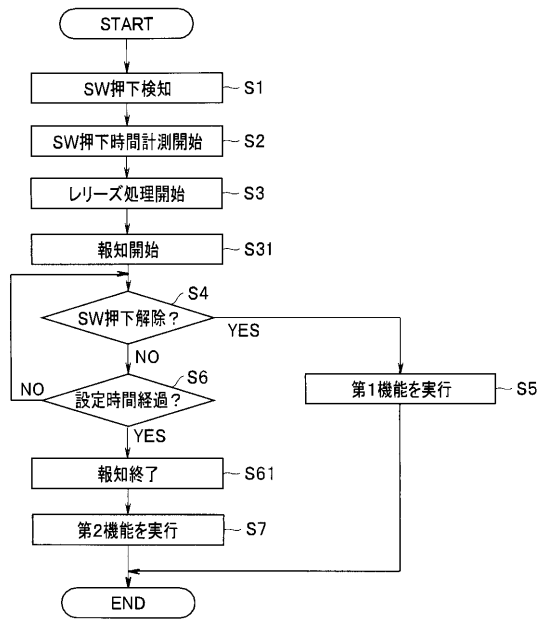 START
SW押下検知 S1
SW押下時間計測開始 S2
レリーズ処理開始 S3
報知開始 S31
S4
SW押下解除？
YES
NO
S6
NO
設定時間経過？
第1機能を実行 S5
YES
報知終了 S61
第2機能を実行 S7
END